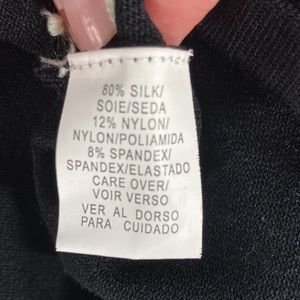 80% SILK/
SOIE/SEDA
12% NYLON/
NYLON/POLIAMIDA
8% SPANDEX/
SPANDEX/ELASTADO
CARE OVER/
VOIR VERSO
VER AL DORSO
PARA CUIDADO